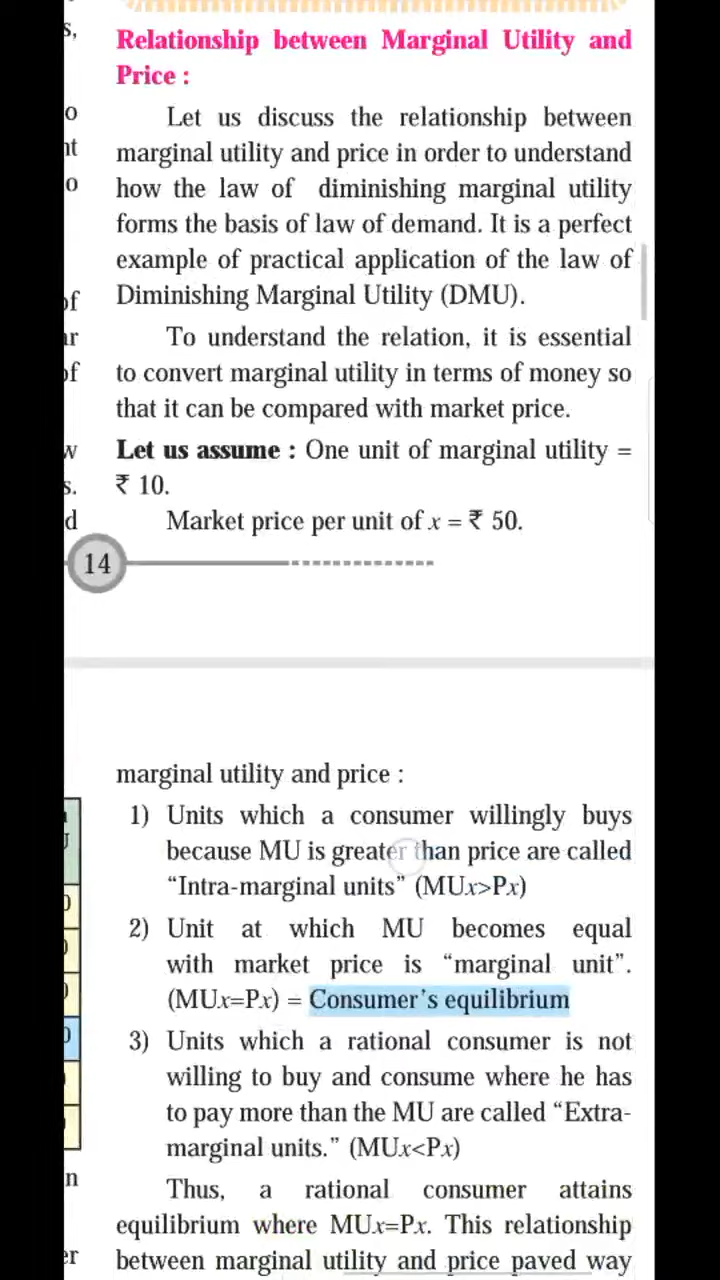 s,
Relationship between Marginal Utility and
Price :
o
Let us discuss the relationship between
nt
marginal utility and price in order to understand
o
how the law of diminishing marginal utility
forms the basis of law of demand. It is a perfect
example of practical application of the law of
of
Diminishing Marginal Utility (DMU).
ar
To understand the relation, it is essential
of
to convert marginal utility in terms of money so
that it can be compared with market price.
w
Let us assume : One unit of marginal utility =
s.
₹ 10.
d
Market price per unit of x = ₹ 50.
14
marginal utility and price :
1) Units which a consumer willingly buys
because MU is greater than price are called
“Intra-marginal units” (MUx>Px)
2) Unit at which MU becomes equal
with market price is “marginal unit”.
(MUx=Px) = Consumer’s equilibrium
3) Units which a rational consumer is not
willing to buy and consume where he has
to pay more than the MU are called “Extra-
marginal units.” (MUx<Px)
n
Thus, a rational consumer attains
equilibrium where MUx=Px. This relationship
er
between marginal utility and price paved way